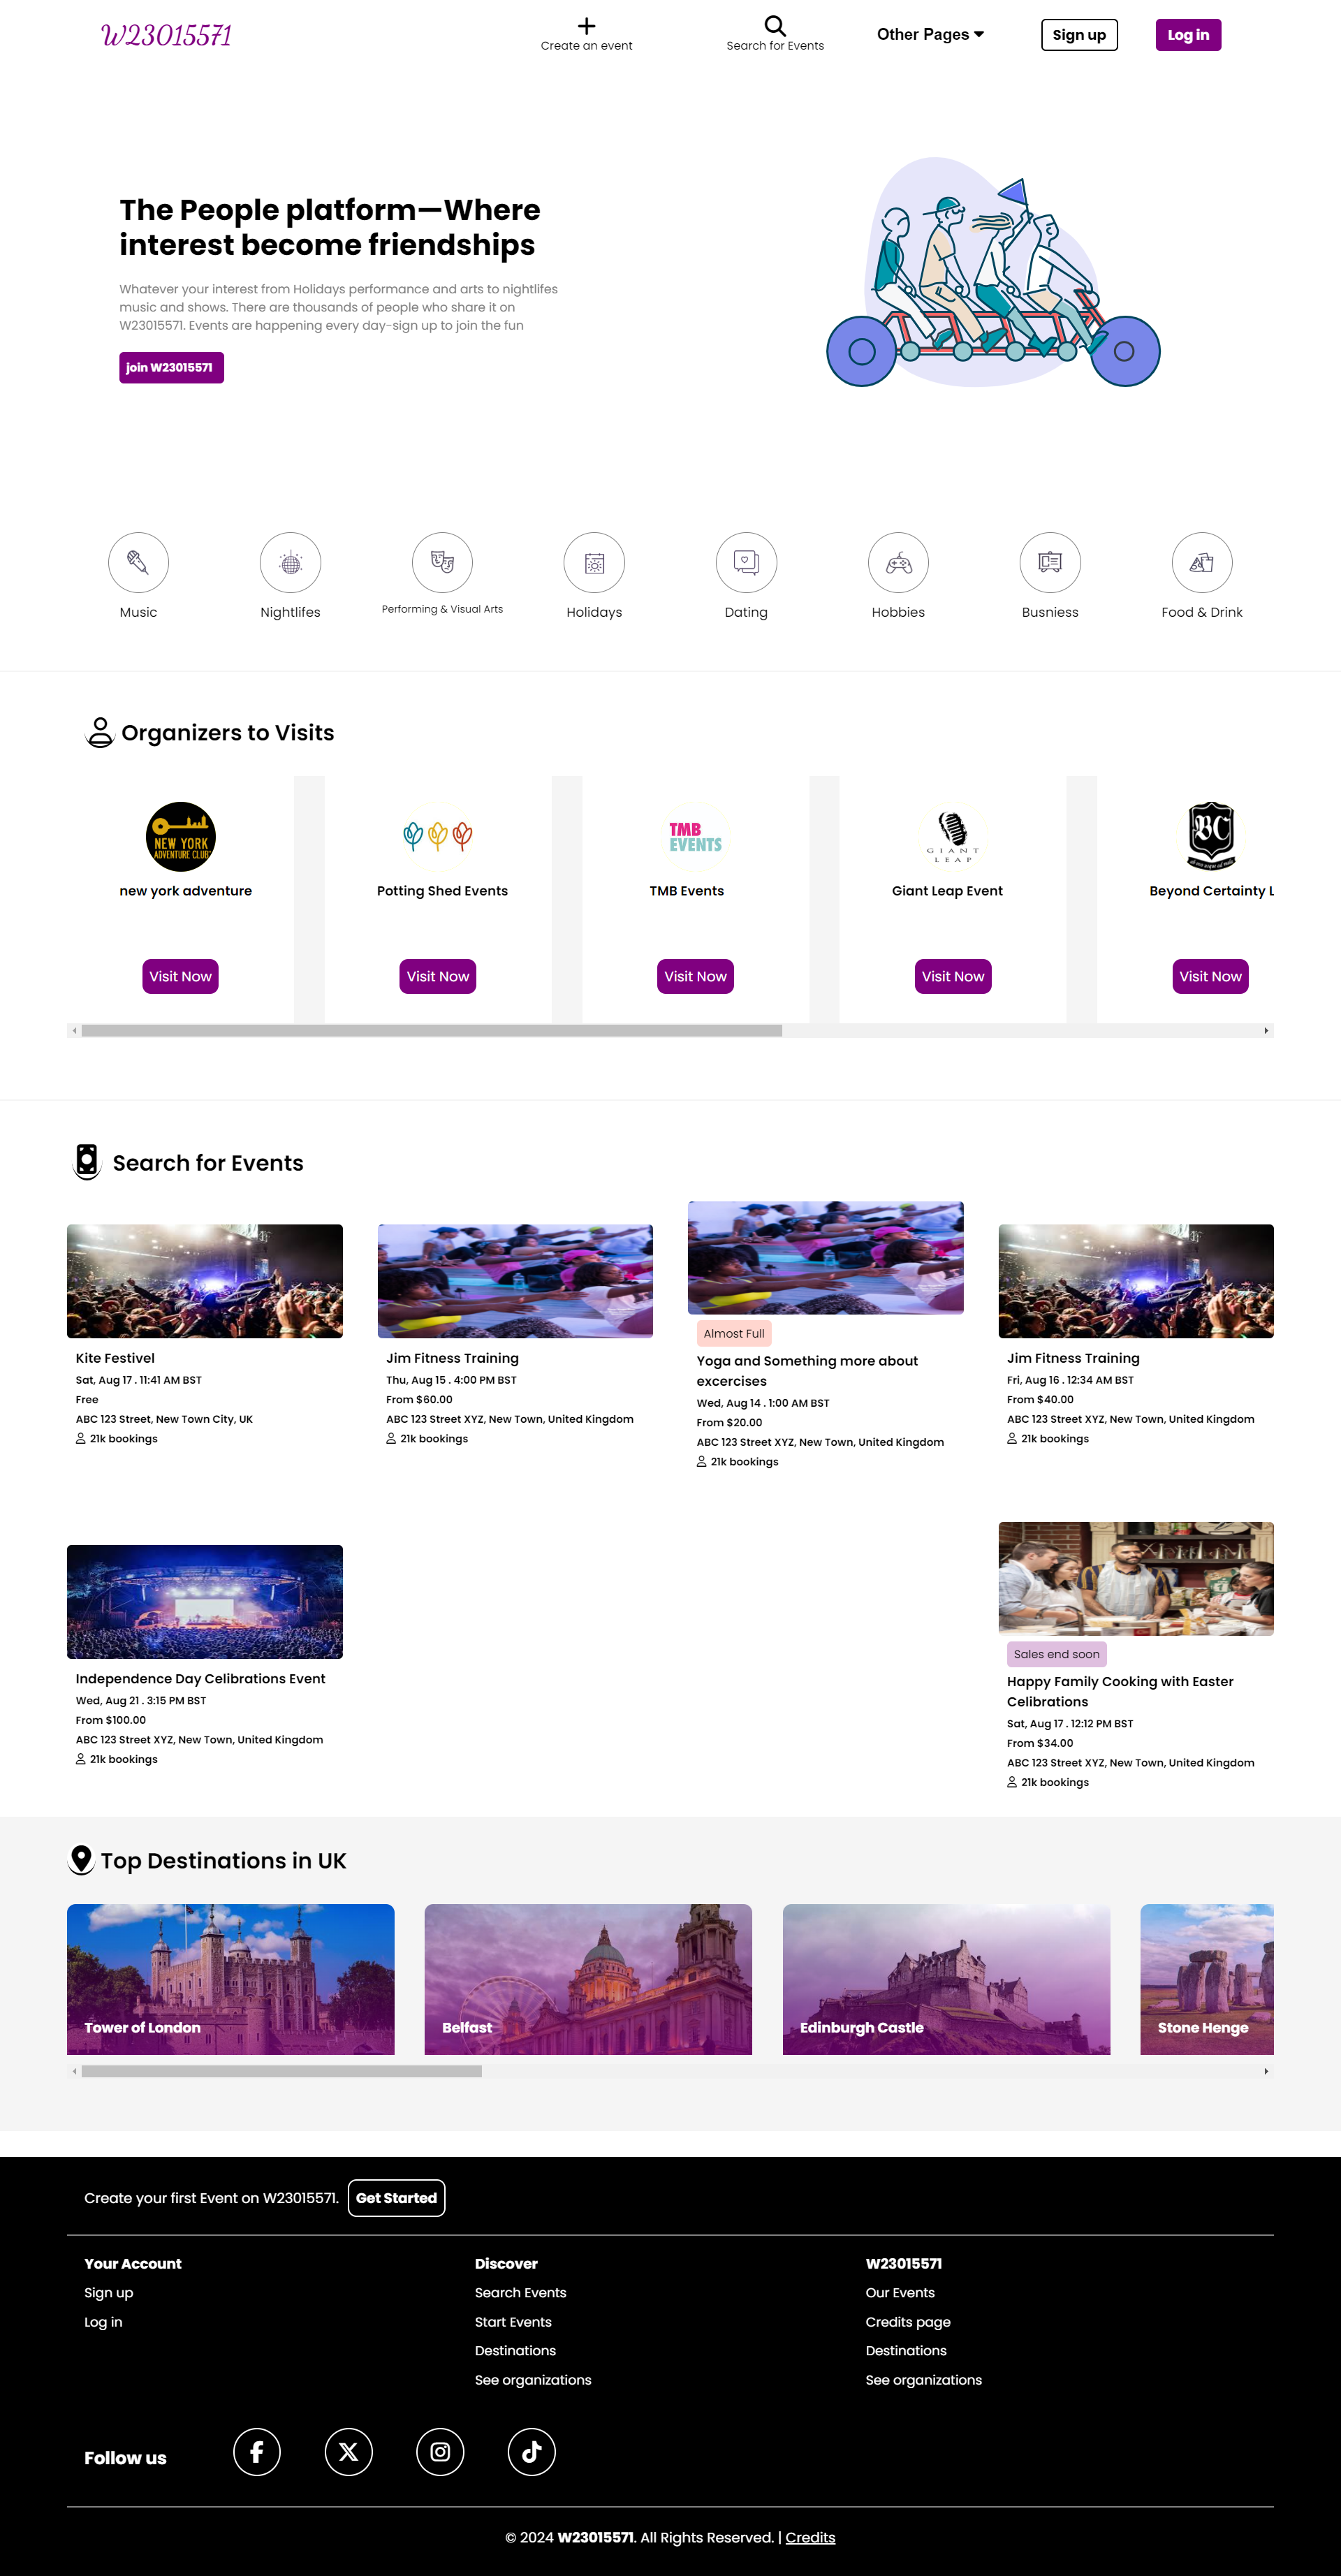 W23015571
Create an event
Search for Events
Other Pages
Sign up
Log in
The People platform—Where
interest become friendships
Whatever your interest from Holidays performance and arts to nightlifes
music and shows. There are thousands of people who share it on
W23015571. Events are happening every day-sign up to join the fun
join W23015571
Music
Nightlifes
Performing & Visual Arts
Holidays
Dating
Hobbies
Busniess
Food & Drink
Organizers to Visits
NEW YORK
ADVENTURE CLUB
new york adventure
Visit Now
Potting Shed Events
Visit Now
TMB
EVENTS
TMB Events
Visit Now
GIANT
LEAP
Giant Leap Event
Visit Now
BC
Beyond Certainty L
Visit Now
Search for Events
Kite Festivel
Sat, Aug 17 . 11:41 AM BST
Free
ABC 123 Street, New Town City, UK
21k bookings
Jim Fitness Training
Thu, Aug 15 . 4:00 PM BST
From $60.00
ABC 123 Street XYZ, New Town, United Kingdom
21k bookings
Almost Full
Yoga and Something more about
excercises
Wed, Aug 14 . 1:00 AM BST
From $20.00
ABC 123 Street XYZ, New Town, United Kingdom
21k bookings
Jim Fitness Training
Fri, Aug 16 . 12:34 AM BST
From $40.00
ABC 123 Street XYZ, New Town, United Kingdom
21k bookings
Independence Day Celibrations Event
Wed, Aug 21 . 3:15 PM BST
From $100.00
ABC 123 Street XYZ, New Town, United Kingdom
21k bookings
Sales end soon
Happy Family Cooking with Easter
Celibrations
Sat, Aug 17 . 12:12 PM BST
From $34.00
ABC 123 Street XYZ, New Town, United Kingdom
21k bookings
Top Destinations in UK
Tower of London
Belfast
Edinburgh Castle
Stone Henge
Create your first Event on W23015571.
Get Started
Your Account
Sign up
Log in
Discover
Search Events
Start Events
Destinations
See organizations
W23015571
Our Events
Credits page
Destinations
See organizations
Follow us
© 2024 W23015571. All Rights Reserved. | Credits